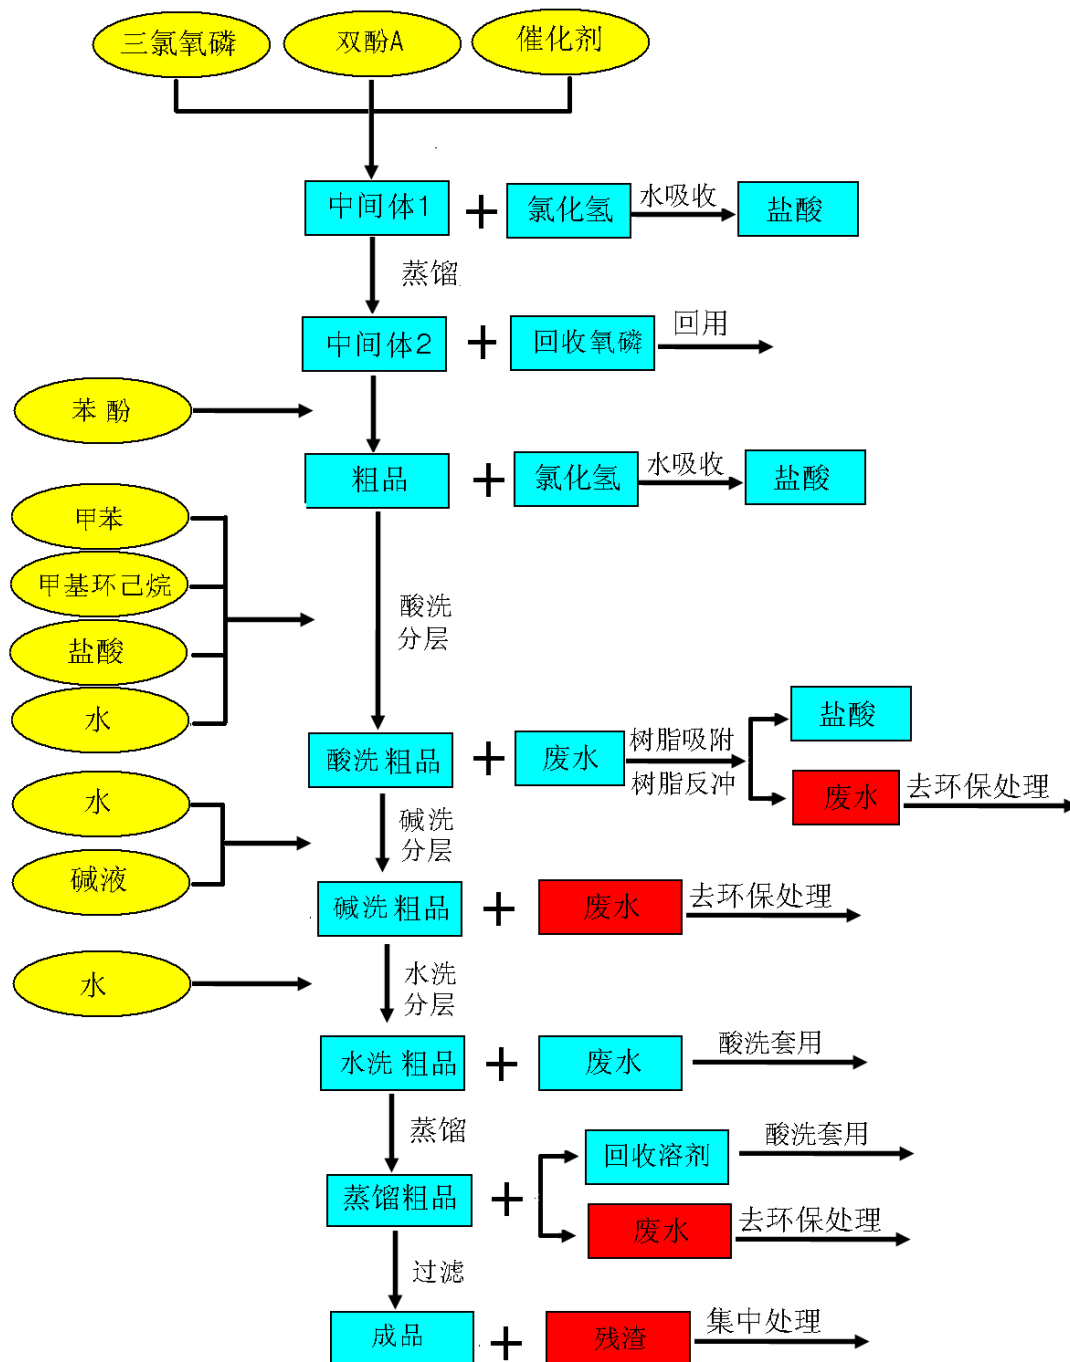 三氯氧磷
双酚A
催化剂
中间体1
+
氯化氢
水吸收
盐酸
蒸馏
中间体2
+
回收氧磷
回用
苯 酚
粗品
+
氯化氢
水吸收
盐酸
甲苯
甲基环己烷
盐酸
水
酸洗
分层
酸洗 粗品
+
废水
树脂吸附
树脂反冲
盐酸
废水
去环保处理
水
碱液
碱洗
分层
碱洗 粗品
+
废水
去环保处理
水
水洗
分层
水洗 粗品
+
废水
酸洗套用
蒸馏
蒸馏粗品
+
回收溶剂
酸洗套用
废水
去环保处理
过滤
成品
+
残渣
集中处理